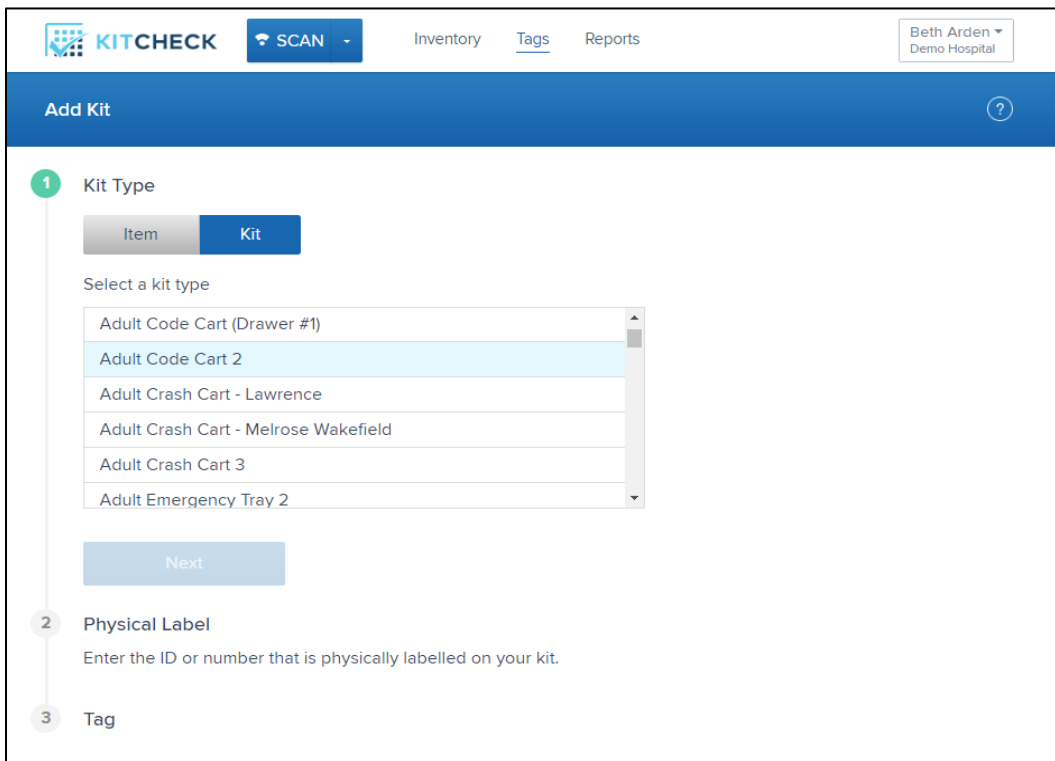 KITCHECK SCAN Inventory Tags Reports Beth Arden
Demo Hospital
Add Kit ?
1 Kit Type
Item Kit
Select a kit type
Adult Code Cart (Drawer #1)
Adult Code Cart 2
Adult Crash Cart - Lawrence
Adult Crash Cart - Melrose Wakefield
Adult Crash Cart 3
Adult Emergency Tray 2
Next
2 Physical Label
Enter the ID or number that is physically labelled on your kit.
3 Tag